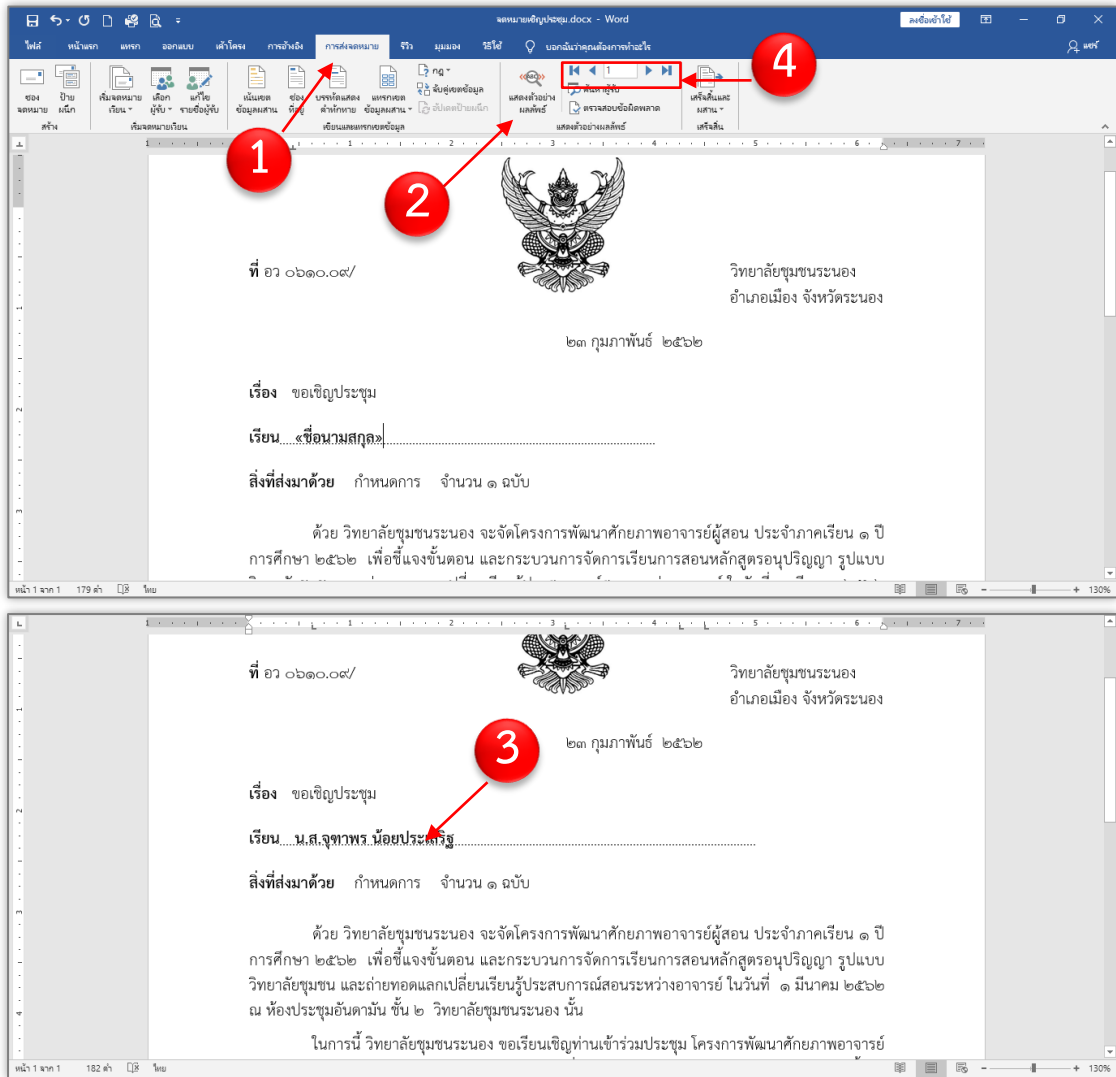 จดหมายเชิญประชุม.docx - Word
ลงชื่อเข้าใช้
ไฟล์ หน้าแรก แทรก ออกแบบ เค้าโครง การอ้างอิง การส่งจดหมาย รีวิว มุมมอง วิธีใช้ บอกฉันว่าคุณต้องการทำอะไร แชร์
4
ซองจดหมาย
ป้ายผนึก
เริ่มจดหมายเวียน
เลือกผู้รับ
แก้ไขรายชื่อผู้รับ
เน้นเขตข้อมูลผสาน
ช่องที่อยู่
บรรทัดแสดงคำทักทาย
แทรกเขตข้อมูลผสาน
กฎ
จับคู่เขตข้อมูล
อัปเดตป้ายผนึก
«ABC»
แสดงตัวอย่างผลลัพธ์
1
ค้นหาผู้รับ
ตรวจสอบข้อผิดพลาด
เสร็จสิ้นและผสาน
สร้าง เริ่มจดหมายเวียน เขียนและแทรกเขตข้อมูล แสดงตัวอย่างผลลัพธ์ เสร็จสิ้น
1 1 2 3 4 5 6 7
1
2
ที่ อว ๐๖๑๐.๐๙/ วิทยาลัยชุมชนระนอง
อำเภอเมือง จังหวัดระนอง
๒๓ กุมภาพันธ์ ๒๕๖๒
เรื่อง ขอเชิญประชุม
เรียน «ชื่อนามสกุล»
สิ่งที่ส่งมาด้วย กำหนดการ จำนวน ๑ ฉบับ
ด้วย วิทยาลัยชุมชนระนอง จะจัดโครงการพัฒนาศักยภาพอาจารย์ผู้สอน ประจำภาคเรียน ๑ ปี
การศึกษา ๒๕๖๒ เพื่อชี้แจงขั้นตอน และกระบวนการจัดการเรียนการสอนหลักสูตรอนุปริญญา รูปแบบ
หน้า 1 จาก 1 179 คำ ไทย 130%
1 1 2 3 4 5 6 7
ที่ อว ๐๖๑๐.๐๙/ วิทยาลัยชุมชนระนอง
อำเภอเมือง จังหวัดระนอง
๒๓ กุมภาพันธ์ ๒๕๖๒
3
เรื่อง ขอเชิญประชุม
เรียน น.ส.จุฑาพร น้อยประเสริฐ
สิ่งที่ส่งมาด้วย กำหนดการ จำนวน ๑ ฉบับ
ด้วย วิทยาลัยชุมชนระนอง จะจัดโครงการพัฒนาศักยภาพอาจารย์ผู้สอน ประจำภาคเรียน ๑ ปี
การศึกษา ๒๕๖๒ เพื่อชี้แจงขั้นตอน และกระบวนการจัดการเรียนการสอนหลักสูตรอนุปริญญา รูปแบบ
วิทยาลัยชุมชน และถ่ายทอดแลกเปลี่ยนเรียนรู้ประสบการณ์สอนระหว่างอาจารย์ ในวันที่ ๑ มีนาคม ๒๕๖๒
ณ ห้องประชุมอันดามัน ชั้น ๒ วิทยาลัยชุมชนระนอง นั้น
ในการนี้ วิทยาลัยชุมชนระนอง ขอเรียนเชิญท่านเข้าร่วมประชุม โครงการพัฒนาศักยภาพอาจารย์
หน้า 1 จาก 1 182 คำ ไทย 130%